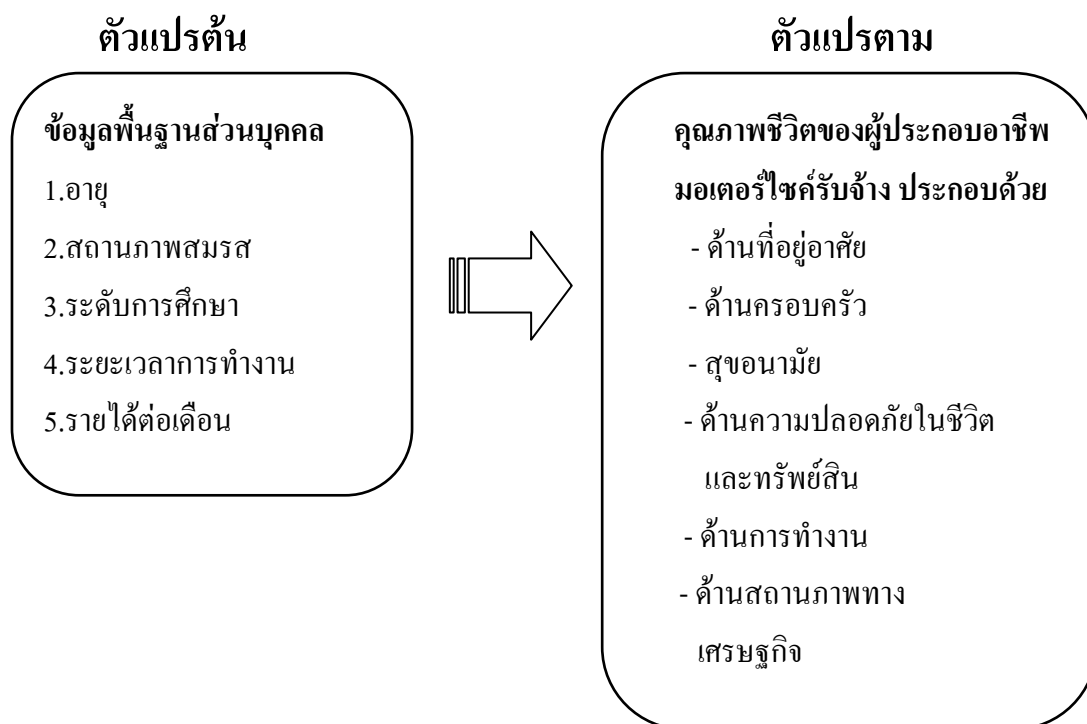 ตัวแปรต้น
ข้อมูลพื้นฐานส่วนบุคคล
1.อายุ
2.สถานภาพสมรส
3.ระดับการศึกษา
4.ระยะเวลาการทำงาน
5.รายได้ต่อเดือน
ตัวแปรตาม
คุณภาพชีวิตของผู้ประกอบอาชีพ
มอเตอร์ไซค์รับจ้าง ประกอบด้วย
- ด้านที่อยู่อาศัย
- ด้านครอบครัว
- สุขอนามัย
- ด้านความปลอดภัยในชีวิต
และทรัพย์สิน
- ด้านการทำงาน
- ด้านสถานภาพทาง
เศรษฐกิจ